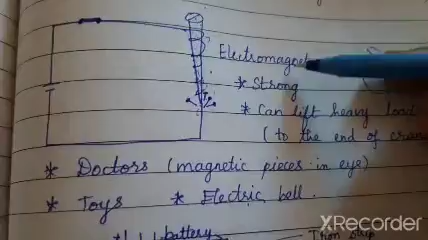 Electromagnet
* Strong
* Can lift heavy load
(to the end of crane
* Doctors (magnetic pieces in eye)
* Toys * Electric bell.
battery
XRecorder